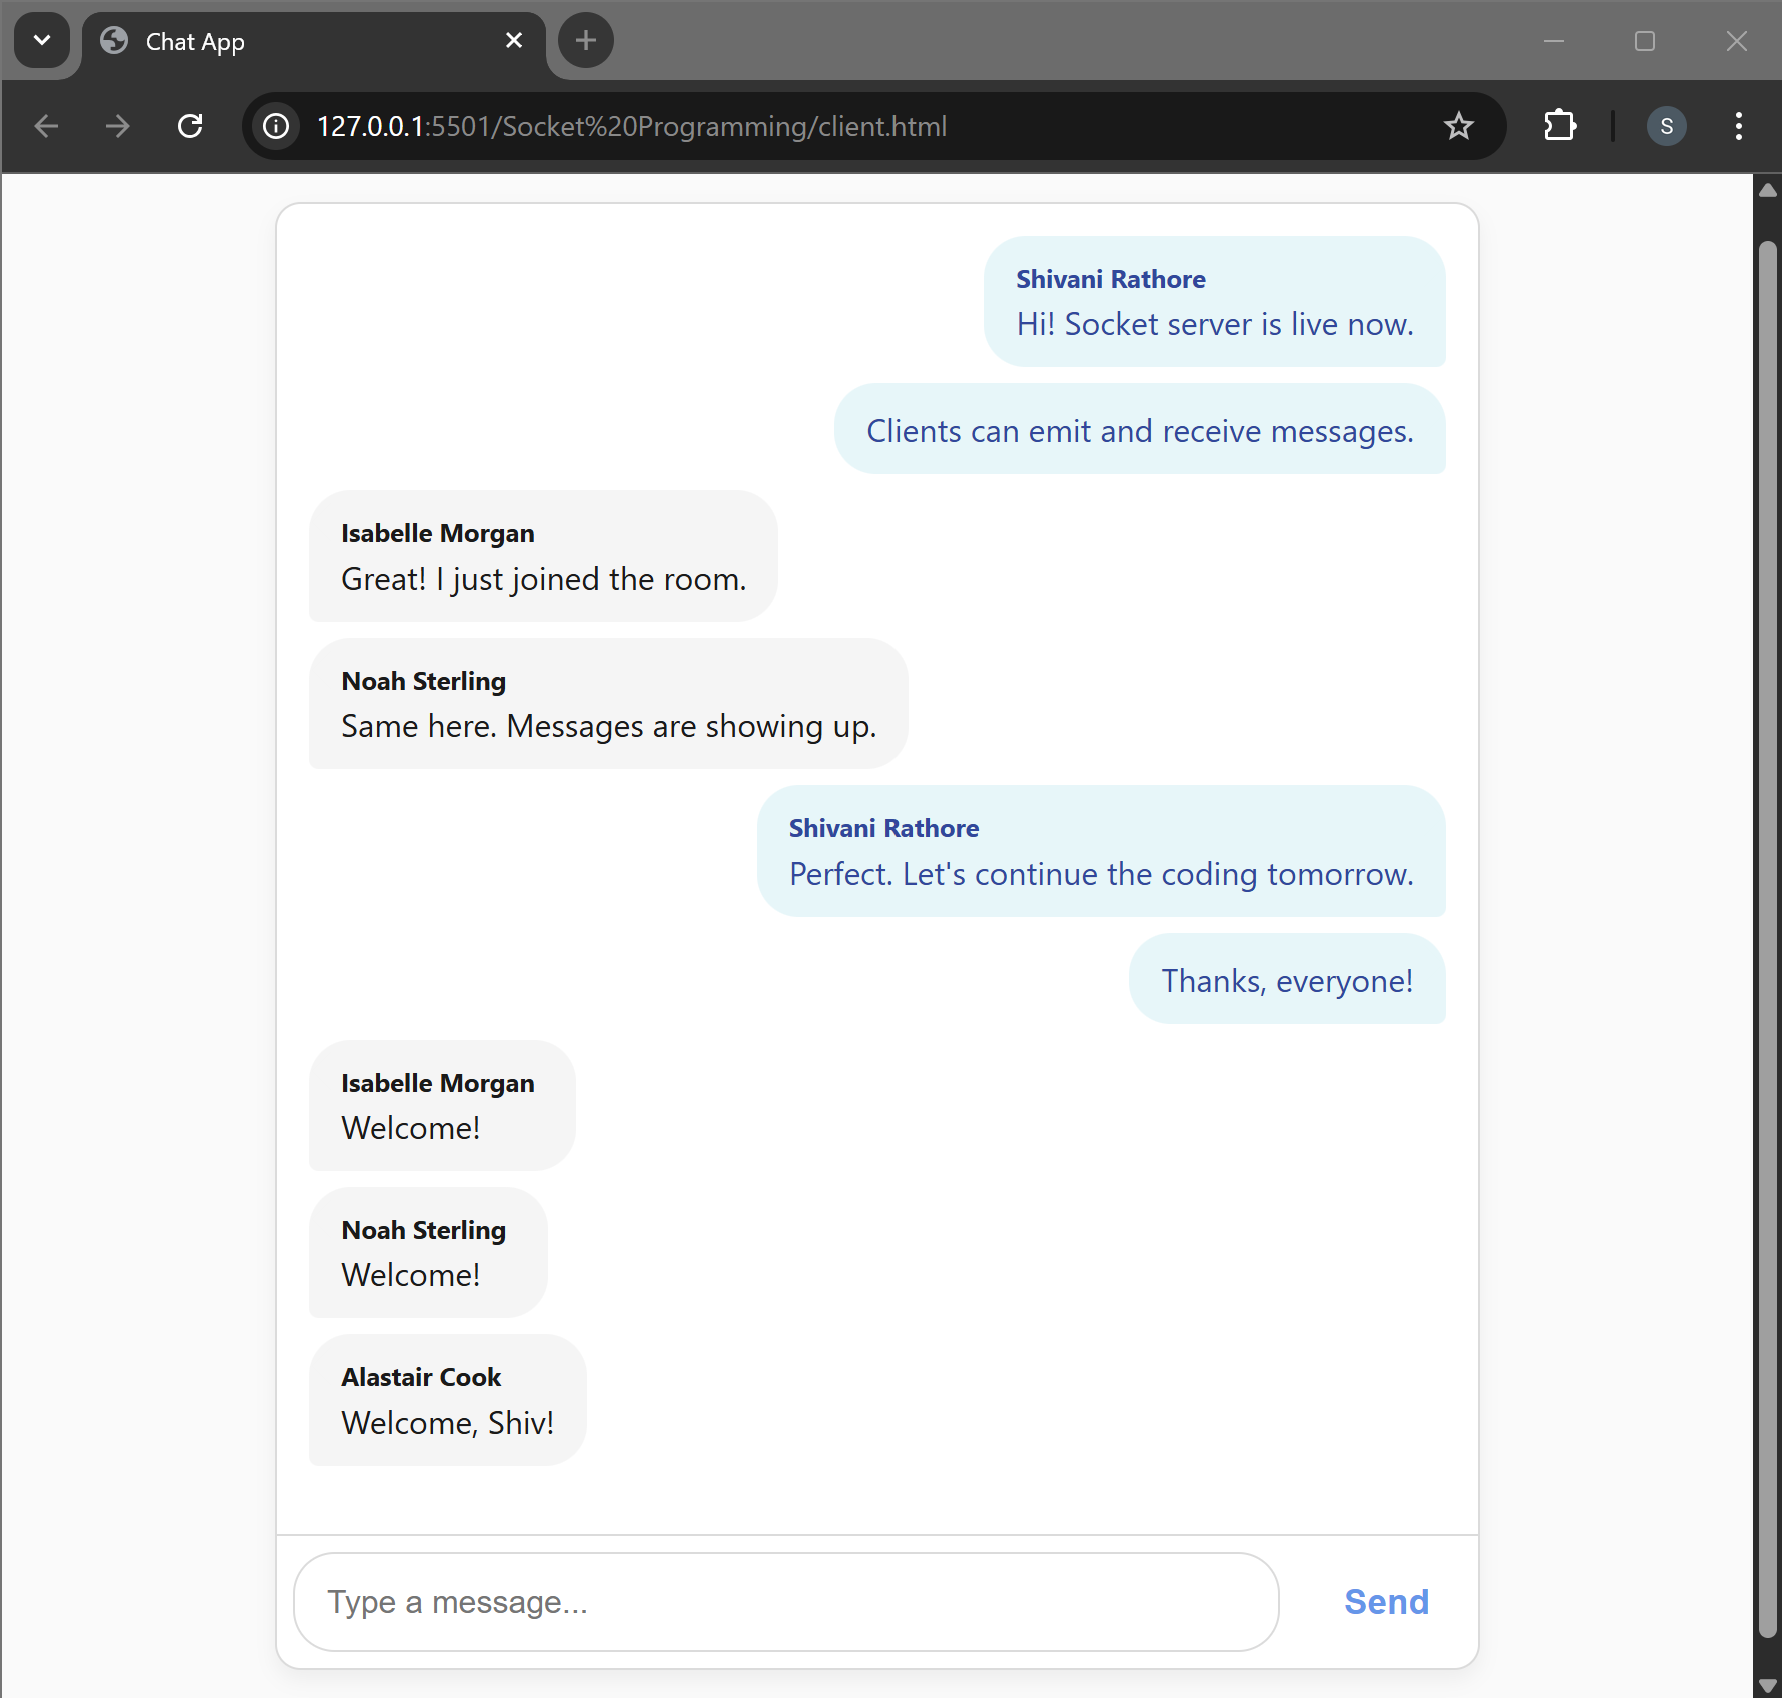 Chat App
127.0.0.1:5501/Socket%20Programming/client.html
S
Shivani Rathore
Hi! Socket server is live now.
Clients can emit and receive messages.
Isabelle Morgan
Great! I just joined the room.
Noah Sterling
Same here. Messages are showing up.
Shivani Rathore
Perfect. Let's continue the coding tomorrow.
Thanks, everyone!
Isabelle Morgan
Welcome!
Noah Sterling
Welcome!
Alastair Cook
Welcome, Shiv!
Type a message...
Send